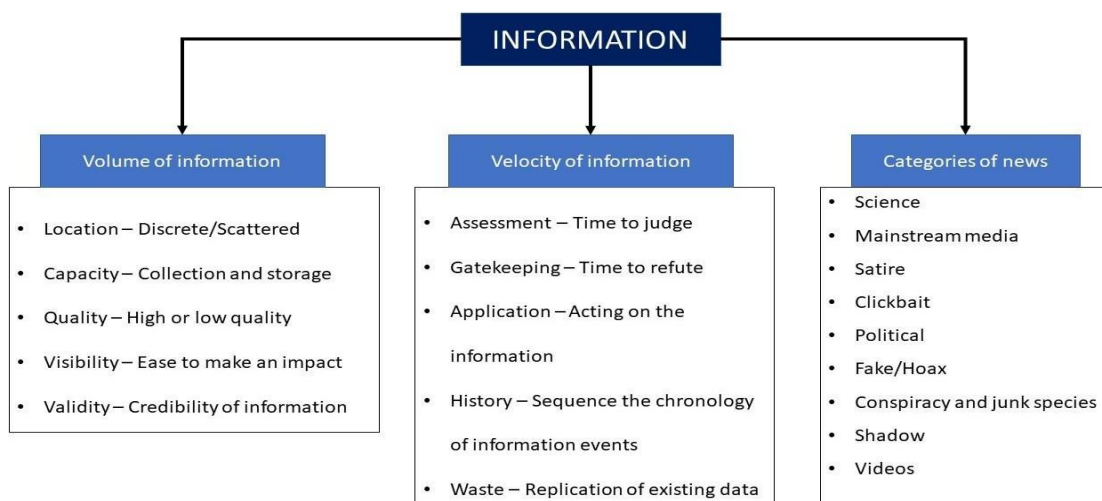 INFORMATION
Volume of information
• Location – Discrete/Scattered
• Capacity – Collection and storage
• Quality – High or low quality
• Visibility – Ease to make an impact
• Validity – Credibility of information
Velocity of information
• Assessment – Time to judge
• Gatekeeping – Time to refute
• Application – Acting on the
information
• History – Sequence the chronology
of information events
• Waste – Replication of existing data
Categories of news
• Science
• Mainstream media
• Satire
• Clickbait
• Political
• Fake/Hoax
• Conspiracy and junk species
• Shadow
• Videos